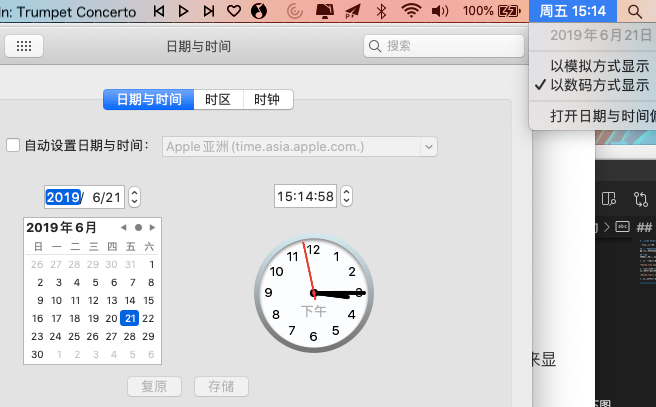 In: Trumpet Concerto 100% 周五 15:14
日期与时间
搜索
2019年6月21日
以模拟方式显示
✓ 以数码方式显示
打开日期与时间偏
日期与时间 时区 时钟
自动设置日期与时间: Apple 亚洲 (time.asia.apple.com.)
2019/ 6/21
15:14:58
2019年6月
日 一 二 三 四 五 六
26 27 28 29 30 31 1
2 3 4 5 6 7 8
9 10 11 12 13 14 15
16 17 18 19 20 21 22
23 24 25 26 27 28 29
30 1 2 3 4 5 6
12 1 2 3 4 5 6 7 8 9 10 11
下午
复原 存储
abc ##
来显